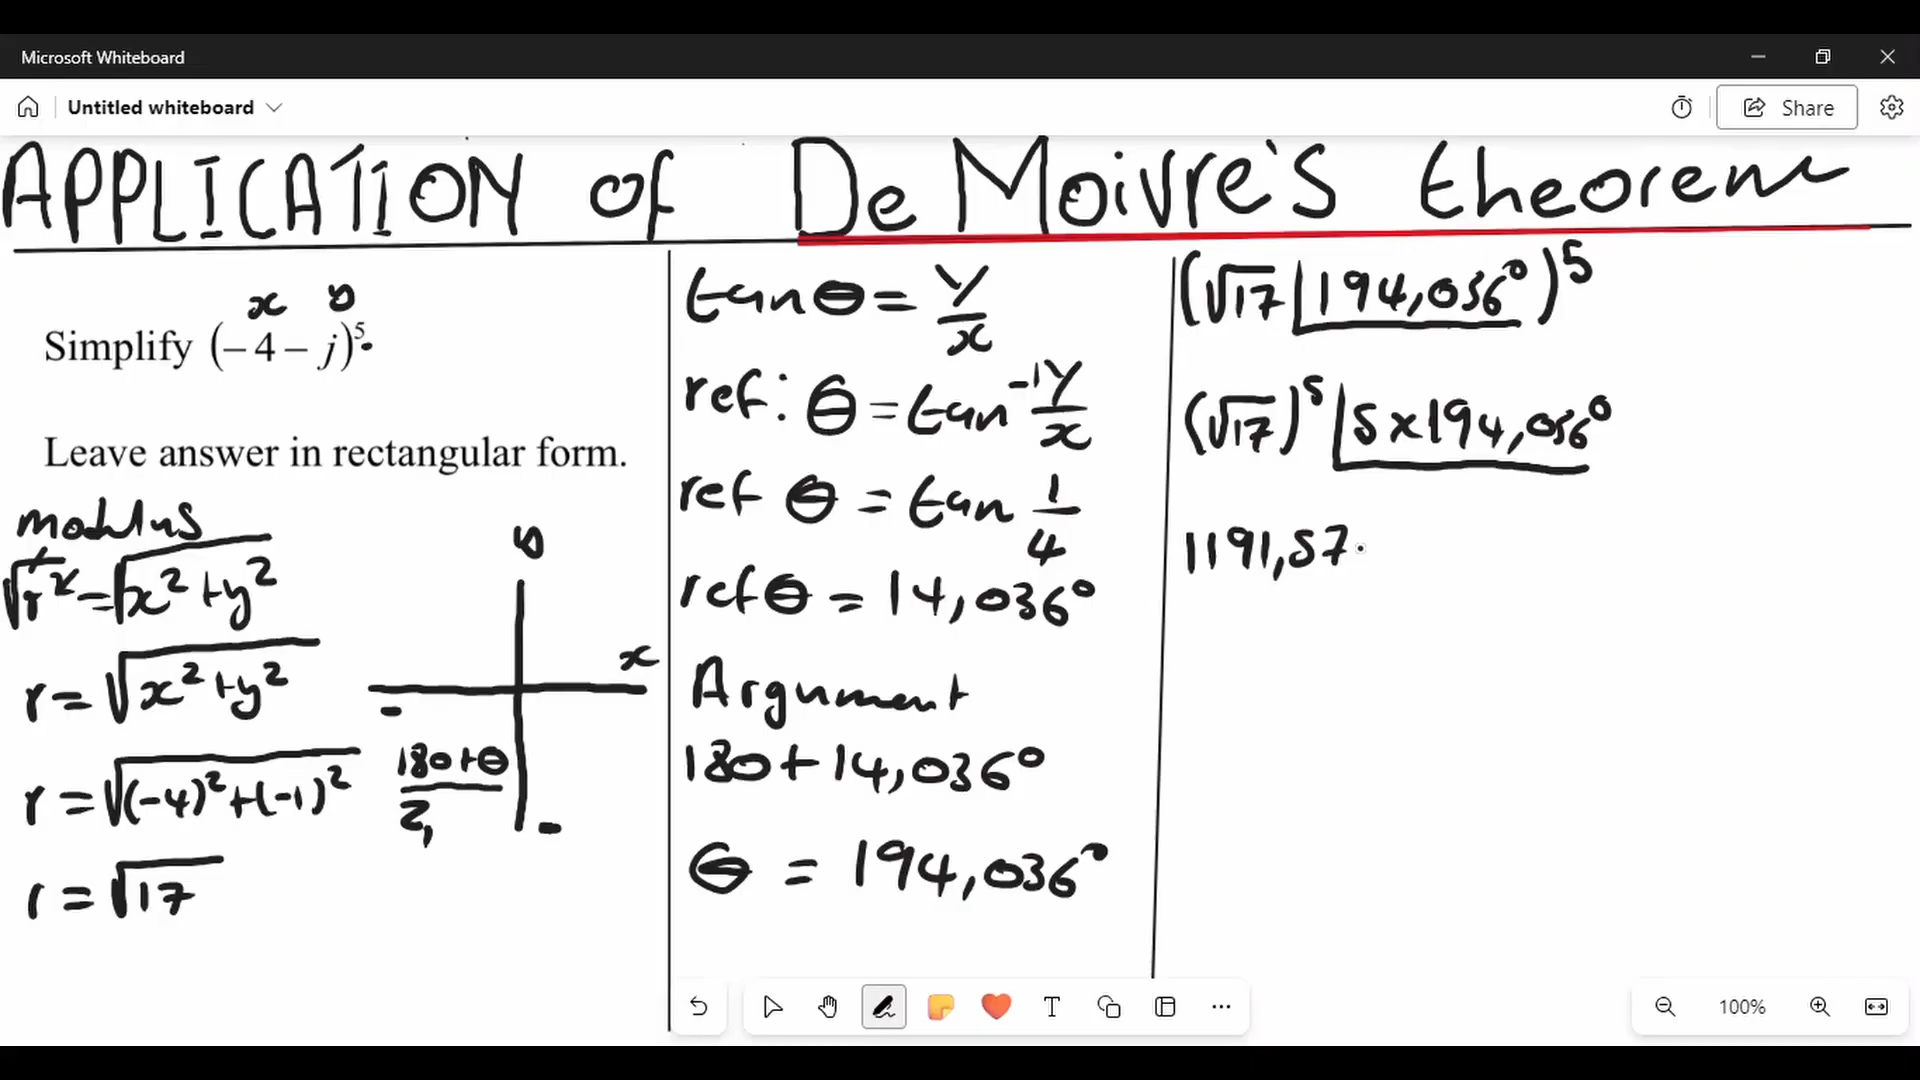 Microsoft Whiteboard
Untitled whiteboard
Share
APPLICATION of De Moivre's theorem
x y
Simplify (– 4 – j)⁵.
Leave answer in rectangular form.
modulus
√r² = √x² + y²
r = √x² + y²
r = √(-4)² + (-1)²
r = √17
y
x
-
180 + θ
-
tan θ = y/x
ref: θ = tan⁻¹ y/x
ref θ = tan 1/4
ref θ = 14,036°
Argument
180 + 14,036°
θ = 194,036°
(√17 ∠194,036°)⁵
(√17)⁵ ∠5 x 194,036°
1191,57
100%